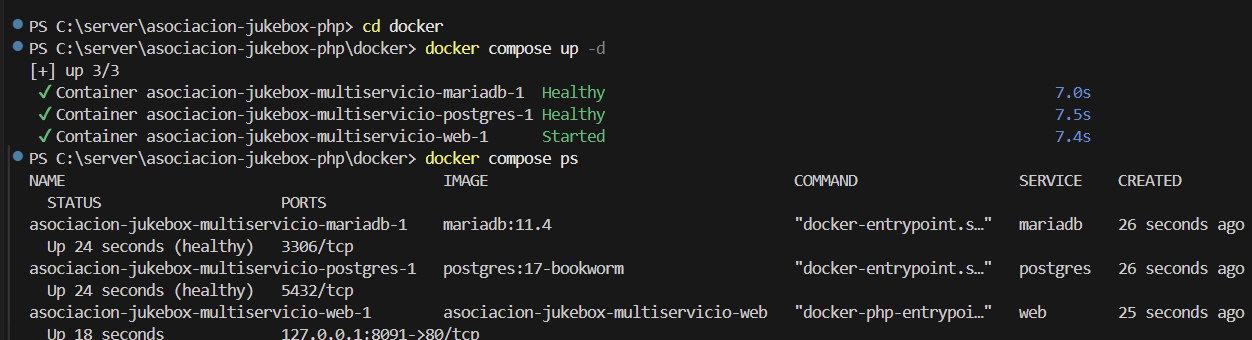 PS C:\server\asociacion-jukebox-php> cd docker
PS C:\server\asociacion-jukebox-php\docker> docker compose up -d
[+] up 3/3
✓ Container asociacion-jukebox-multiservicio-mariadb-1 Healthy 7.0s
✓ Container asociacion-jukebox-multiservicio-postgres-1 Healthy 7.5s
✓ Container asociacion-jukebox-multiservicio-web-1 Started 7.4s
PS C:\server\asociacion-jukebox-php\docker> docker compose ps
NAME IMAGE COMMAND SERVICE CREATED
STATUS PORTS
asociacion-jukebox-multiservicio-mariadb-1 mariadb:11.4 "docker-entrypoint.s…" mariadb 26 seconds ago
Up 24 seconds (healthy) 3306/tcp
asociacion-jukebox-multiservicio-postgres-1 postgres:17-bookworm "docker-entrypoint.s…" postgres 26 seconds ago
Up 24 seconds (healthy) 5432/tcp
asociacion-jukebox-multiservicio-web-1 asociacion-jukebox-multiservicio-web "docker-php-entrypoi…" web 25 seconds ago
Up 18 seconds 127.0.0.1:8091->80/tcp